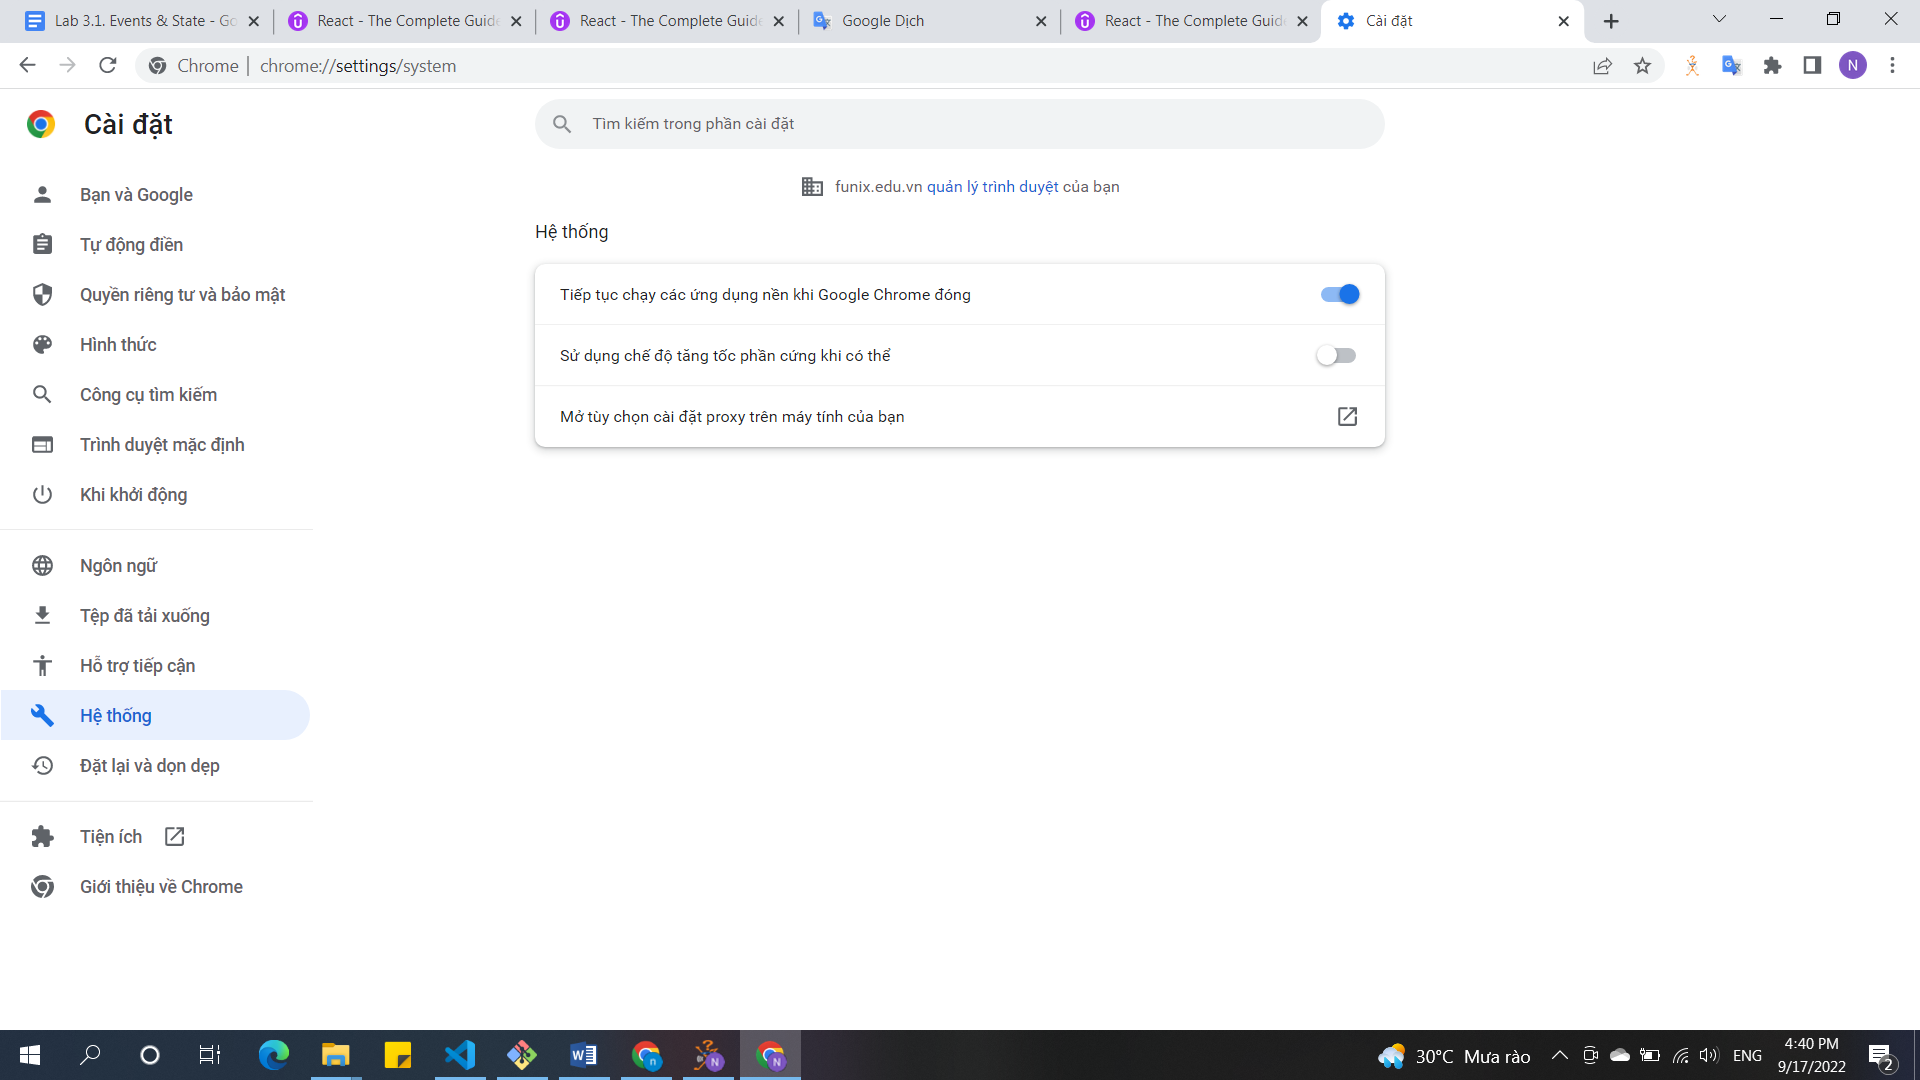 Lab 3.1. Events & State - Go
React - The Complete Guide
React - The Complete Guide
Google Dịch
React - The Complete Guide
Cài đặt
Chrome
chrome://settings/system
N
Cài đặt
Tìm kiếm trong phần cài đặt
funix.edu.vn quản lý trình duyệt của bạn
Bạn và Google
Tự động điền
Quyền riêng tư và bảo mật
Hình thức
Công cụ tìm kiếm
Trình duyệt mặc định
Khi khởi động
Ngôn ngữ
Tệp đã tải xuống
Hỗ trợ tiếp cận
Hệ thống
Đặt lại và dọn dẹp
Tiện ích
Giới thiệu về Chrome
Hệ thống
Tiếp tục chạy các ứng dụng nền khi Google Chrome đóng
Sử dụng chế độ tăng tốc phần cứng khi có thể
Mở tùy chọn cài đặt proxy trên máy tính của bạn
n
N
N
30°C Mưa rào
ENG
4:40 PM
9/17/2022
2